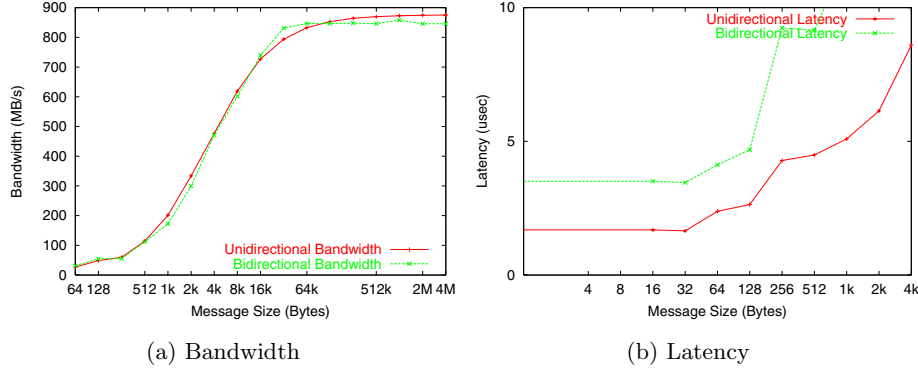 900
800
700
600
500
400
300
200
100
0
Bandwidth (MB/s)
Unidirectional Bandwidth
Bidirectional Bandwidth
64 128 512 1k 2k 4k 8k 16k 64k 512k 2M 4M
Message Size (Bytes)
(a) Bandwidth
10
5
0
Latency (usec)
Unidirectional Latency
Bidirectional Latency
4 8 16 32 64 128 256 512 1k 2k 4k
Message Size (Bytes)
(b) Latency